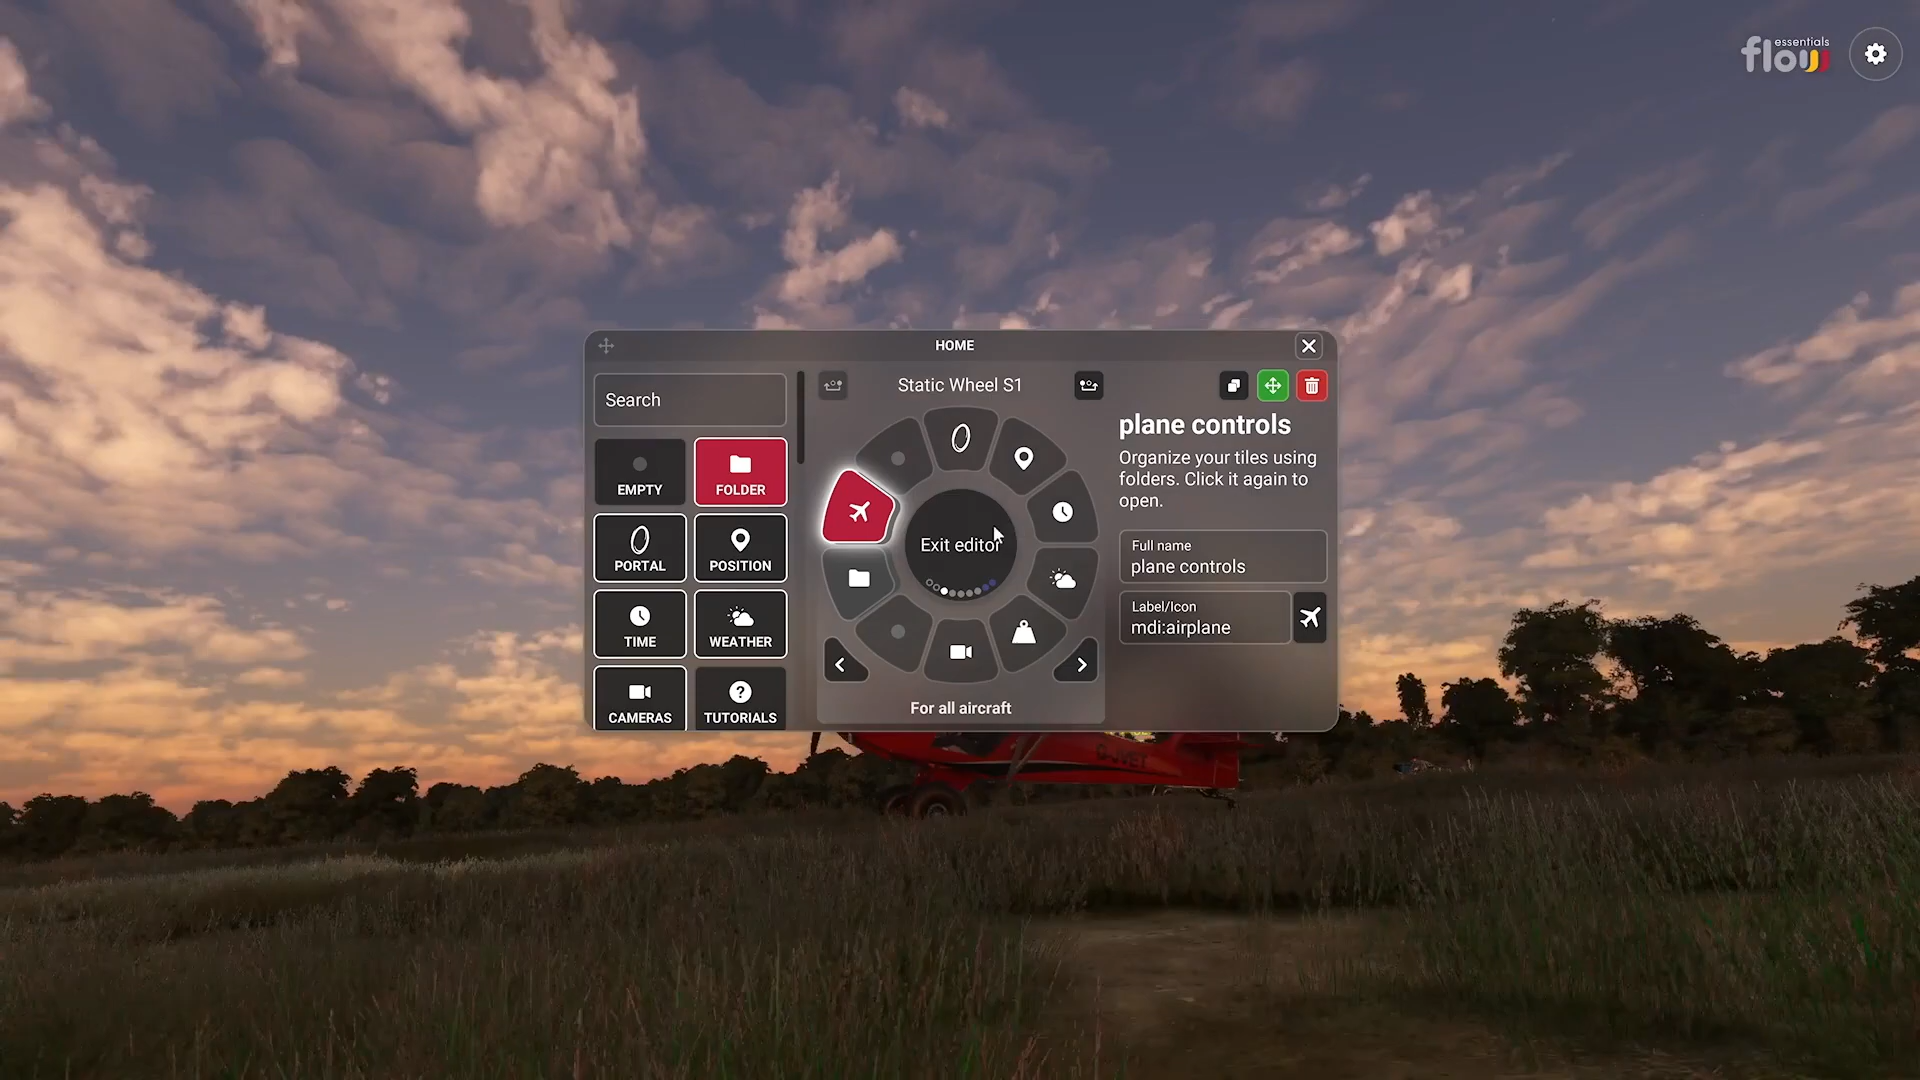 essentials
flow
HOME
Search
Static Wheel S1
plane controls
Organize your tiles using
folders. Click it again to
open.
EMPTY
FOLDER
PORTAL
POSITION
TIME
WEATHER
CAMERAS
TUTORIALS
Exit editor
For all aircraft
Full name
plane controls
Label/Icon
mdi:airplane